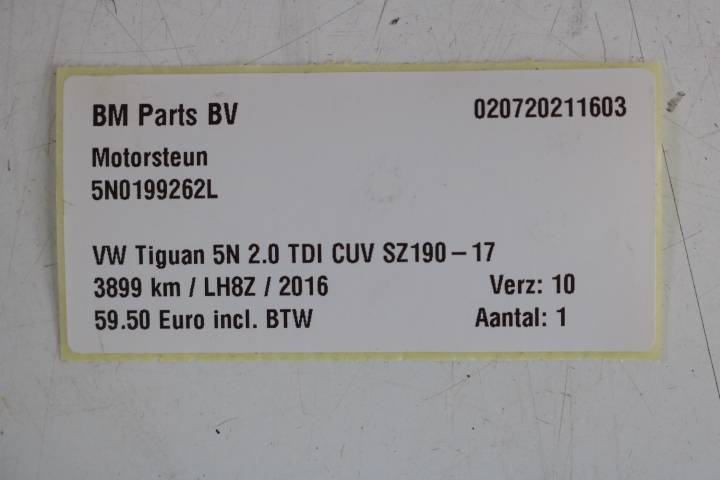 BM Parts BV 020720211603
Motorsteun
5N0199262L
VW Tiguan 5N 2.0 TDI CUV SZ190-17
3899 km / LH8Z / 2016 Verz: 10
59.50 Euro incl. BTW Aantal: 1